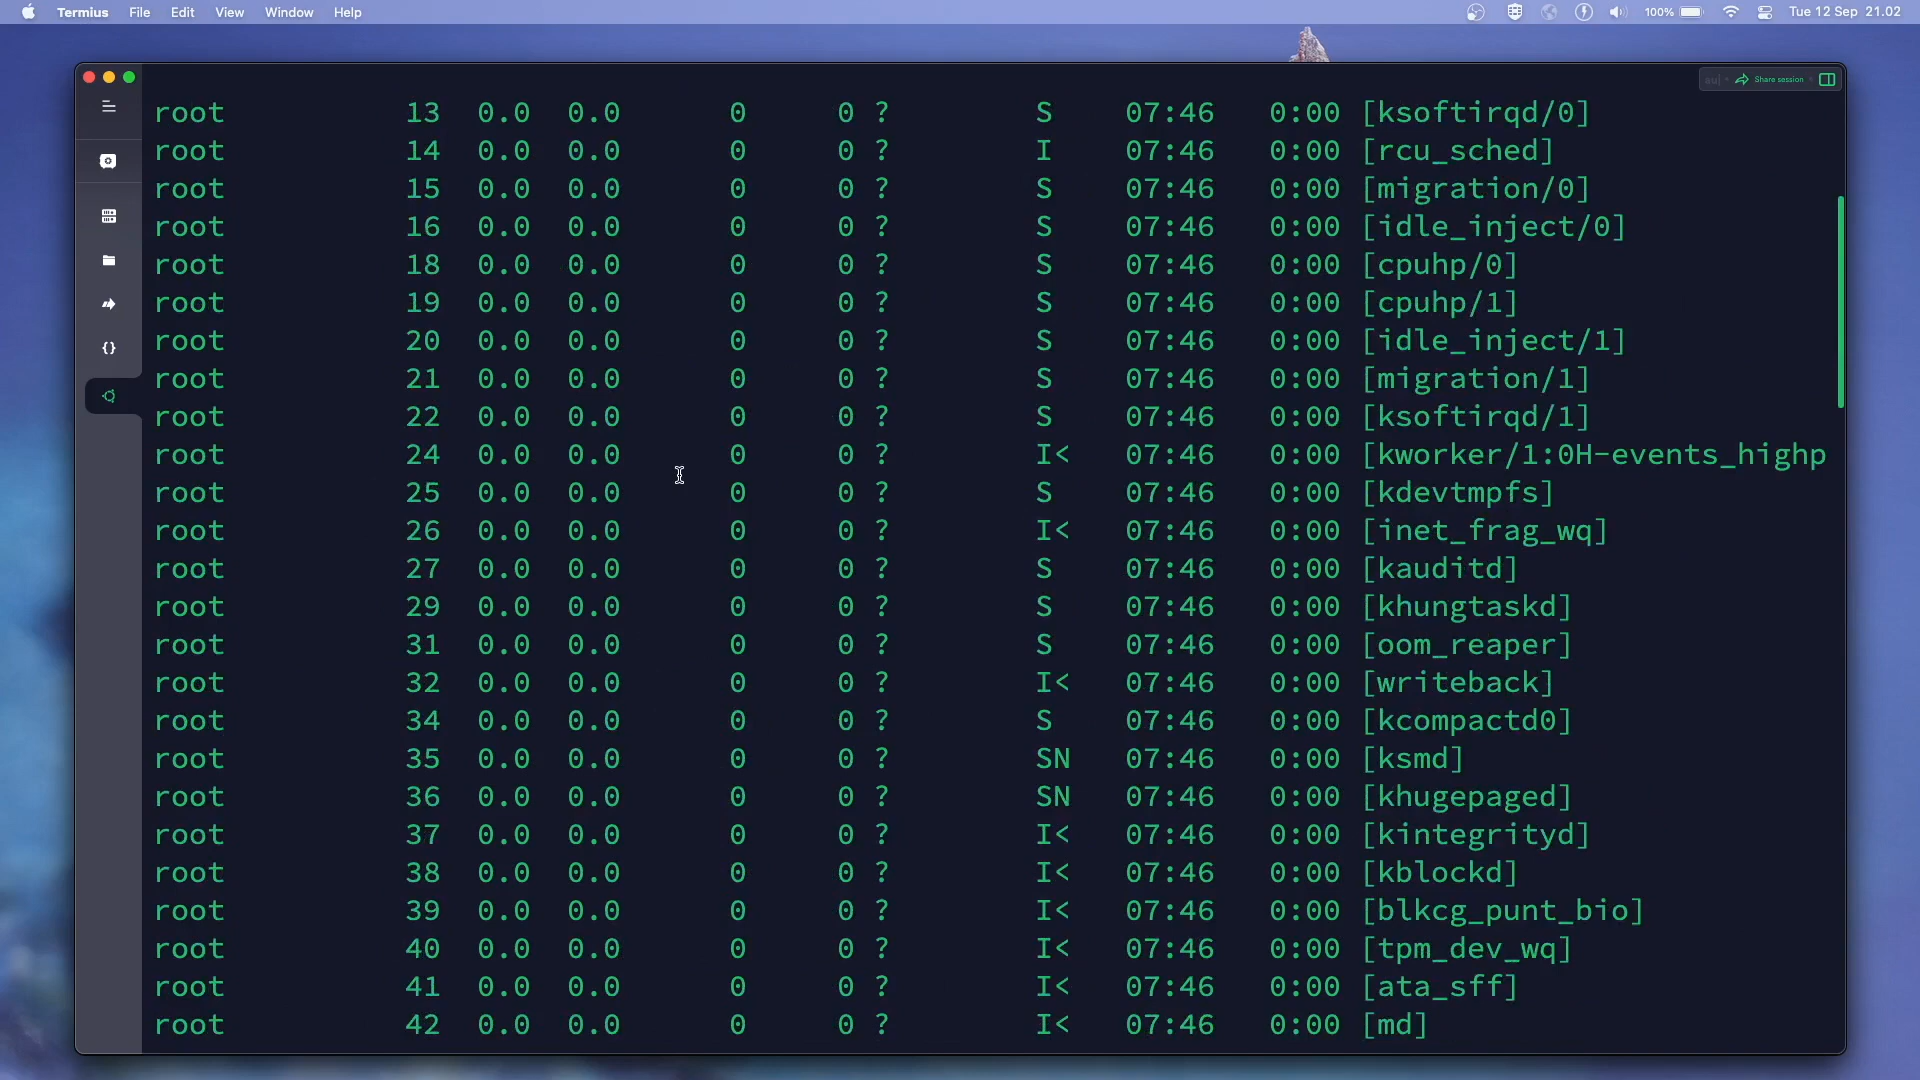 Termius File Edit View Window Help 100% Tue 12 Sep 21.02
Share session
root 13 0.0 0.0 0 0 ? S 07:46 0:00 [ksoftirqd/0]
root 14 0.0 0.0 0 0 ? I 07:46 0:00 [rcu_sched]
root 15 0.0 0.0 0 0 ? S 07:46 0:00 [migration/0]
root 16 0.0 0.0 0 0 ? S 07:46 0:00 [idle_inject/0]
root 18 0.0 0.0 0 0 ? S 07:46 0:00 [cpuhp/0]
root 19 0.0 0.0 0 0 ? S 07:46 0:00 [cpuhp/1]
root 20 0.0 0.0 0 0 ? S 07:46 0:00 [idle_inject/1]
root 21 0.0 0.0 0 0 ? S 07:46 0:00 [migration/1]
root 22 0.0 0.0 0 0 ? S 07:46 0:00 [ksoftirqd/1]
root 24 0.0 0.0 0 0 ? I< 07:46 0:00 [kworker/1:0H-events_highp
root 25 0.0 0.0 0 0 ? S 07:46 0:00 [kdevtmpfs]
root 26 0.0 0.0 0 0 ? I< 07:46 0:00 [inet_frag_wq]
root 27 0.0 0.0 0 0 ? S 07:46 0:00 [kauditd]
root 29 0.0 0.0 0 0 ? S 07:46 0:00 [khungtaskd]
root 31 0.0 0.0 0 0 ? S 07:46 0:00 [oom_reaper]
root 32 0.0 0.0 0 0 ? I< 07:46 0:00 [writeback]
root 34 0.0 0.0 0 0 ? S 07:46 0:00 [kcompactd0]
root 35 0.0 0.0 0 0 ? SN 07:46 0:00 [ksmd]
root 36 0.0 0.0 0 0 ? SN 07:46 0:00 [khugepaged]
root 37 0.0 0.0 0 0 ? I< 07:46 0:00 [kintegrityd]
root 38 0.0 0.0 0 0 ? I< 07:46 0:00 [kblockd]
root 39 0.0 0.0 0 0 ? I< 07:46 0:00 [blkcg_punt_bio]
root 40 0.0 0.0 0 0 ? I< 07:46 0:00 [tpm_dev_wq]
root 41 0.0 0.0 0 0 ? I< 07:46 0:00 [ata_sff]
root 42 0.0 0.0 0 0 ? I< 07:46 0:00 [md]